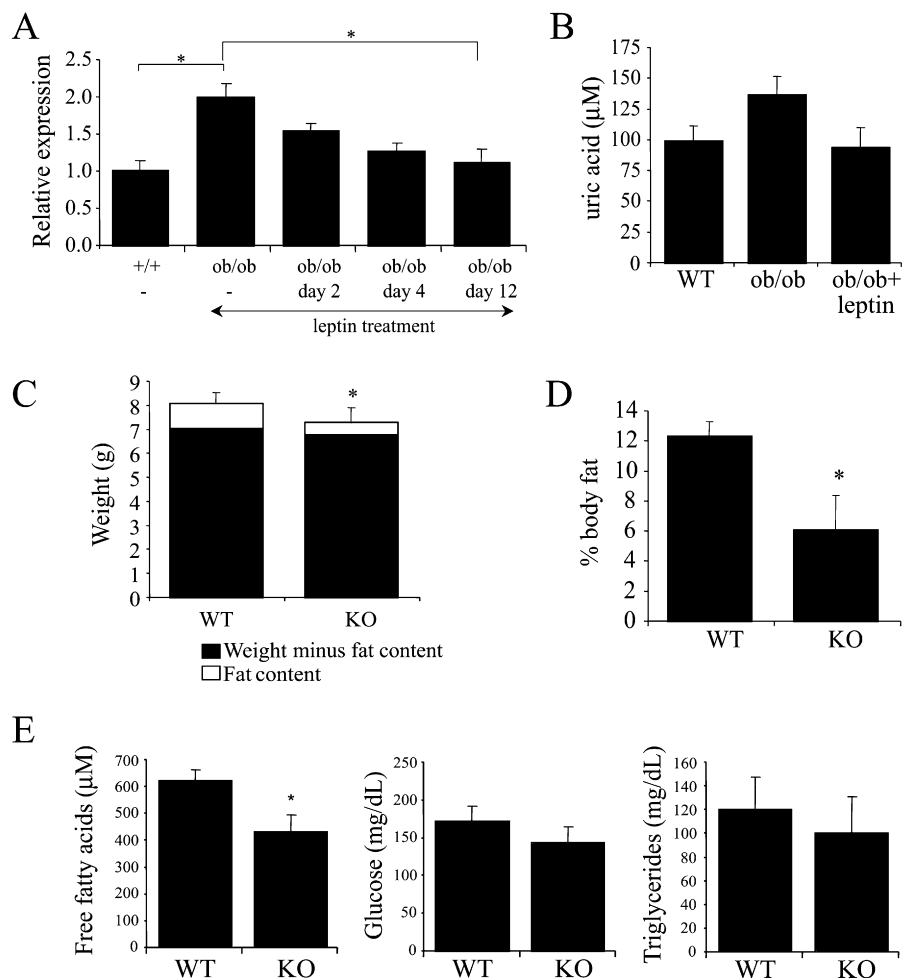 A
Relative expression
2.5
2.0
1.5
1.0
0.5
0.0
*
*
+/+ ob/ob ob/ob ob/ob ob/ob
- - day 2 day 4 day 12
leptin treatment
B
uric acid (µM)
175
150
125
100
75
50
25
0
WT ob/ob ob/ob+
leptin
C
Weight (g)
9
8
7
6
5
4
3
2
1
0
*
WT KO
Weight minus fat content
Fat content
D
% body fat
14
12
10
8
6
4
2
0
*
WT KO
E
Free fatty acids (µM)
700
600
500
400
300
200
100
0
*
WT KO
Glucose (mg/dL)
250
200
150
100
50
0
WT KO
Triglycerides (mg/dL)
160
140
120
100
80
60
40
20
0
WT KO